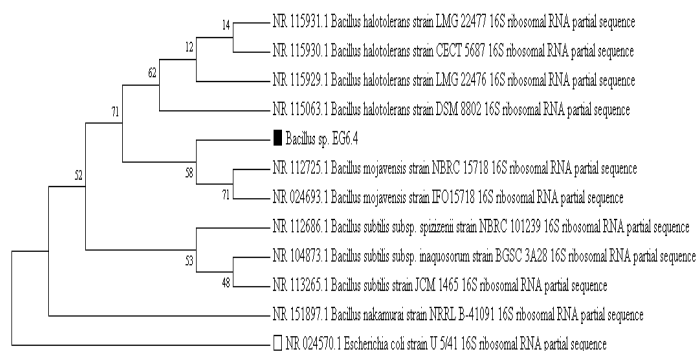 14
NR 115931.1 Bacillus halotolerans strain LMG 22477 16S ribosomal RNA partial sequence
12
NR 115930.1 Bacillus halotolerans strain CECT 5687 16S ribosomal RNA partial sequence
62
NR 115929.1 Bacillus halotolerans strain LMG 22476 16S ribosomal RNA partial sequence
71
NR 115063.1 Bacillus halotolerans strain DSM 8802 16S ribosomal RNA partial sequence
Bacillus sp. EG6.4
58
NR 112725.1 Bacillus mojavensis strain NBRC 15718 16S ribosomal RNA partial sequence
52
71
NR 024693.1 Bacillus mojavensis strain IFO15718 16S ribosomal RNA partial sequence
NR 112686.1 Bacillus subtilis subsp. spizizenii strain NBRC 101239 16S ribosomal RNA partial sequence
53
NR 104873.1 Bacillus subtilis subsp. inaquosorum strain BGSC 3A28 16S ribosomal RNA partial sequence
48
NR 113265.1 Bacillus subtilis strain JCM 1465 16S ribosomal RNA partial sequence
NR 151897.1 Bacillus nakamurai strain NRRL B-41091 16S ribosomal RNA partial sequence
NR 024570.1 Escherichia coli strain U 5/41 16S ribosomal RNA partial sequence